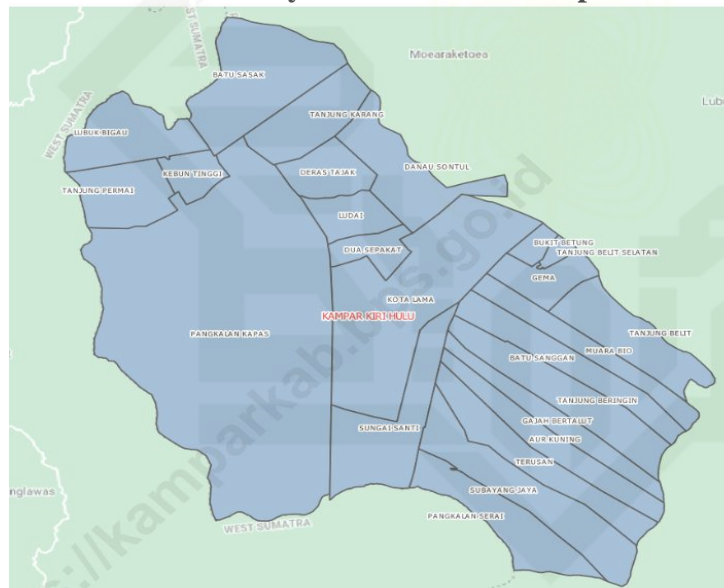 WEST SUMATRA
Moearaketoea
BATU SASAK
Lub
WEST SUMATRA
TANJUNG KARANG
LUBUK BIGAU
DANAU SONTUL
KEBUN TINGGI
DERAS TAJAK
TANJUNG PERMAI
LUDAI
BUKIT BETUNG
DUA SEPAKAT
TANJUNG BELIT SELATAN
GEMA
KOTA LAMA
KAMPAR KIRI HULU
PANGKALAN KAPAS
TANJUNG BELIT
MUARA BIO
BATU SANGGAN
TANJUNG BERINGIN
GAJAH BERTALUT
SUNGAI SANTI
AUR KUNING
TERUSAN
nglawas
SUBAYANG JAYA
PANGKALAN SERAI
WEST SUMATRA
s://kamparkab.bps.go.id